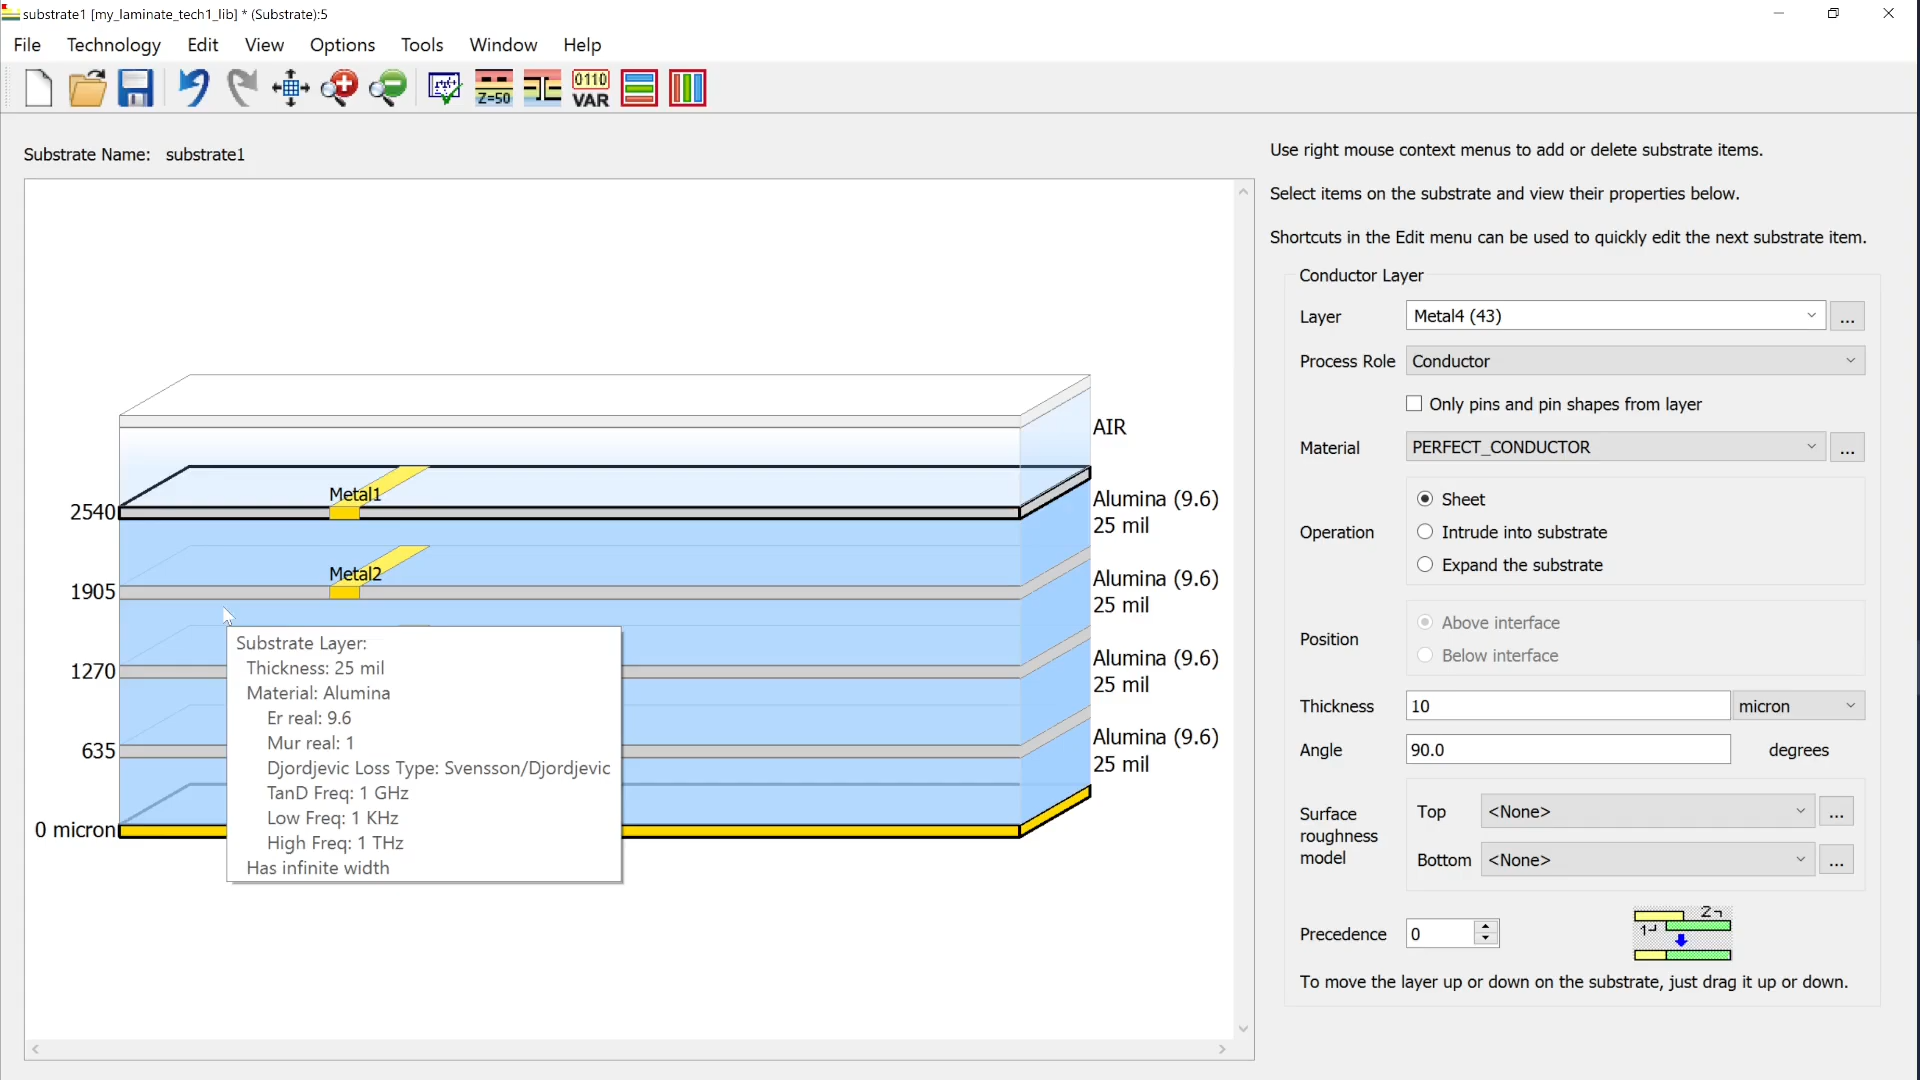 substrate1 [my_laminate_tech1_lib] * (Substrate):5
File Technology Edit View Options Tools Window Help
Z=50
0110
VAR
Substrate Name: substrate1
Use right mouse context menus to add or delete substrate items.
Select items on the substrate and view their properties below.
Shortcuts in the Edit menu can be used to quickly edit the next substrate item.
AIR
Metal1
2540
Alumina (9.6)
25 mil
Metal2
1905
Alumina (9.6)
25 mil
1270
Alumina (9.6)
25 mil
635
Alumina (9.6)
25 mil
0 micron
Substrate Layer:
Thickness: 25 mil
Material: Alumina
Er real: 9.6
Mur real: 1
Djordjevic Loss Type: Svensson/Djordjevic
TanD Freq: 1 GHz
Low Freq: 1 KHz
High Freq: 1 THz
Has infinite width
Conductor Layer
Layer Metal4 (43) ...
Process Role Conductor
Only pins and pin shapes from layer
Material PERFECT_CONDUCTOR ...
Operation
Sheet
Intrude into substrate
Expand the substrate
Position
Above interface
Below interface
Thickness 10 micron
Angle 90.0 degrees
Surface
roughness
model
Top <None> ...
Bottom <None> ...
Precedence 0
2
1
To move the layer up or down on the substrate, just drag it up or down.